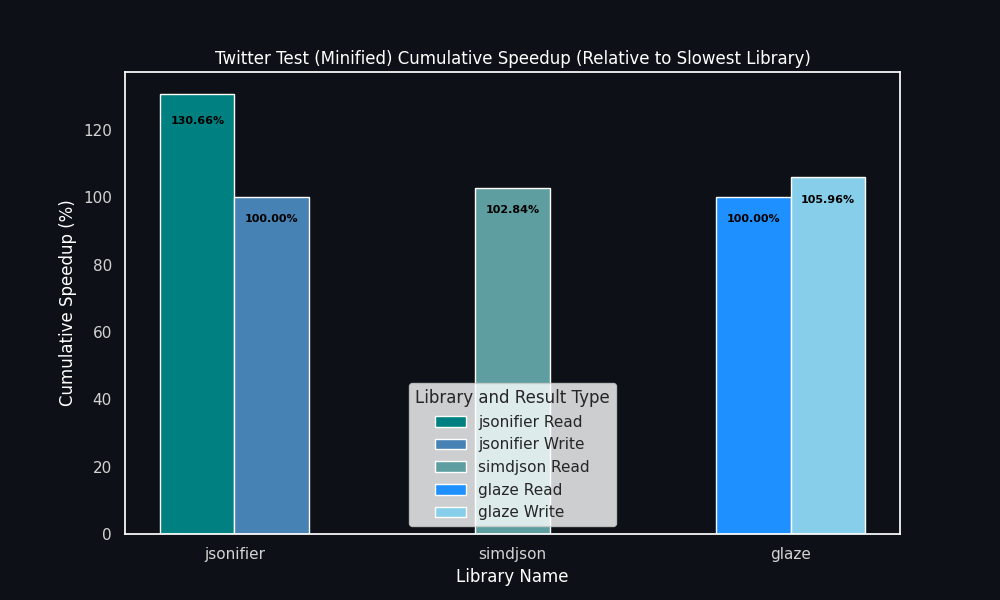 Twitter Test (Minified) Cumulative Speedup (Relative to Slowest Library)
Cumulative Speedup (%)
120
100
80
60
40
20
0
130.66%
100.00%
102.84%
100.00%
105.96%
Library and Result Type
jsonifier Read
jsonifier Write
simdjson Read
glaze Read
glaze Write
jsonifier
simdjson
glaze
Library Name